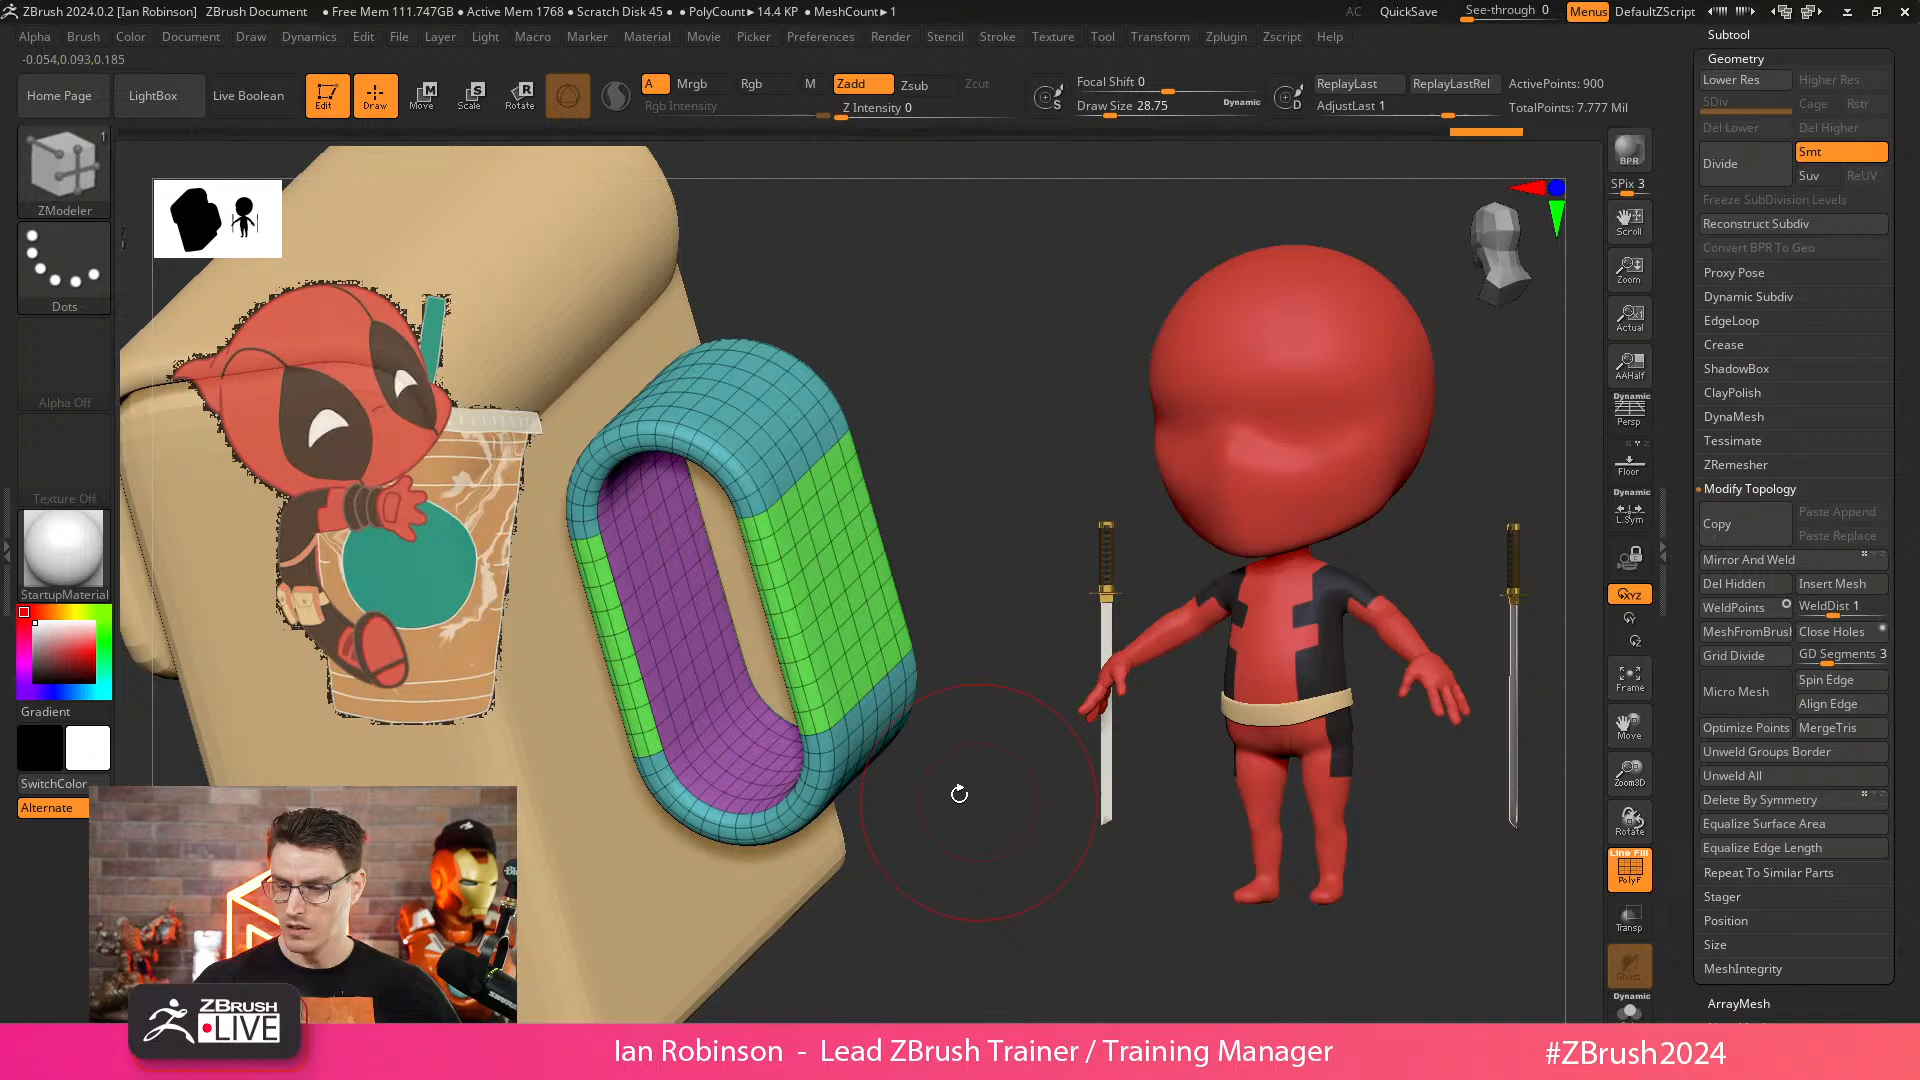 ZBrush 2024.0.2 [Ian Robinson] ZBrush Document • Free Mem 111.747GB • Active Mem 1768 • Scratch Disk 45 • • PolyCount► 14.4 KP • MeshCount► 1 AC QuickSave See-through 0 Menus DefaultZScript
Alpha Brush Color Document Draw Dynamics Edit File Layer Light Macro Marker Material Movie Picker Preferences Render Stencil Stroke Texture Tool Transform Zplugin Zscript Help
-0.054,0.093,0.185
Home Page LightBox Live Boolean Edit Draw Move Scale Rotate
A Mrgb Rgb M Zadd Zsub Zcut
Rgb Intensity Z Intensity 0
Focal Shift 0
Draw Size 28.75 Dynamic
S D
ReplayLast ReplayLastRel ActivePoints: 900
AdjustLast 1 TotalPoints: 7.777 Mil
1
ZModeler
Dots
Alpha Off
Texture Off
StartupMaterial
Gradient
SwitchColor
Alternate
BPR
SPix 3
Scroll
Zoom
Actual
AAHalf
Dynamic
Persp
Floor
Dynamic
L.Sym
XYZ
Frame
Move
Zoom3D
Rotate
Line Fill
PolyF
Transp
Ghost
Dynamic
Subtool
Geometry
Lower Res Higher Res
SDiv Cage Rstr
Del Lower Del Higher
Divide Smt
Suv ReUV
Freeze SubDivision Levels
Reconstruct Subdiv
Convert BPR To Geo
Proxy Pose
Dynamic Subdiv
EdgeLoop
Crease
ShadowBox
ClayPolish
DynaMesh
Tessimate
ZRemesher
Modify Topology
Copy Paste Append
Paste Replace
Mirror And Weld
Del Hidden Insert Mesh
WeldPoints WeldDist 1
MeshFromBrush Close Holes
Grid Divide GD Segments 3
Micro Mesh Spin Edge
Align Edge
Optimize Points MergeTris
Unweld Groups Border
Unweld All
Delete By Symmetry
Equalize Surface Area
Equalize Edge Length
Repeat To Similar Parts
Stager
Position
Size
MeshIntegrity
ArrayMesh
ZBRUSH
LIVE
Ian Robinson - Lead ZBrush Trainer / Training Manager
#ZBrush2024